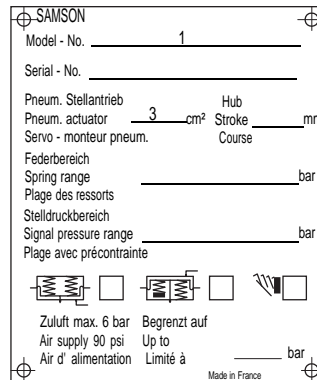 SAMSON
Model - No. 1
Serial - No.
Pneum. Stellantrieb Hub
Pneum. actuator 3 cm² Stroke mm
Servo - monteur pneum. Course
Federbereich
Spring range bar
Plage des ressorts
Stelldruckbereich
Signal pressure range bar
Plage avec précontrainte
Zuluft max. 6 bar Begrenzt auf
Air supply 90 psi Up to
Air d' alimentation Limité à bar
Made in France